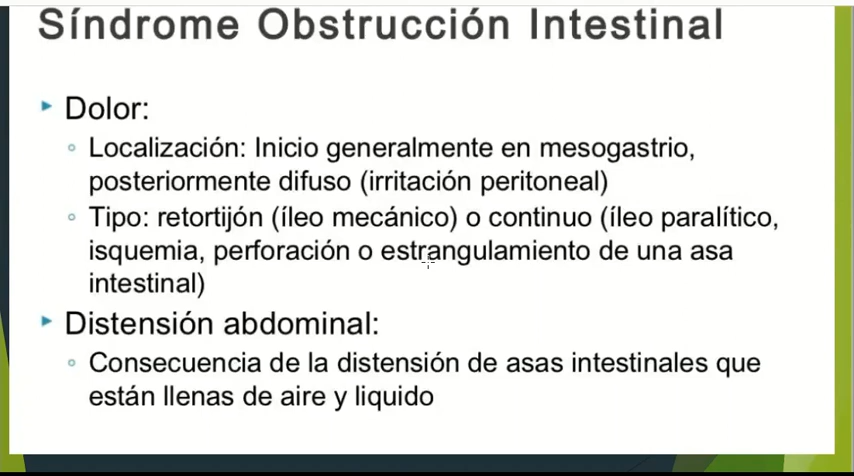 Síndrome Obstrucción Intestinal
Dolor:
Localización: Inicio generalmente en mesogastrio,
posteriormente difuso (irritación peritoneal)
Tipo: retortijón (íleo mecánico) o continuo (íleo paralítico,
isquemia, perforación o estrangulamiento de una asa
intestinal)
Distensión abdominal:
Consecuencia de la distensión de asas intestinales que
están llenas de aire y liquido